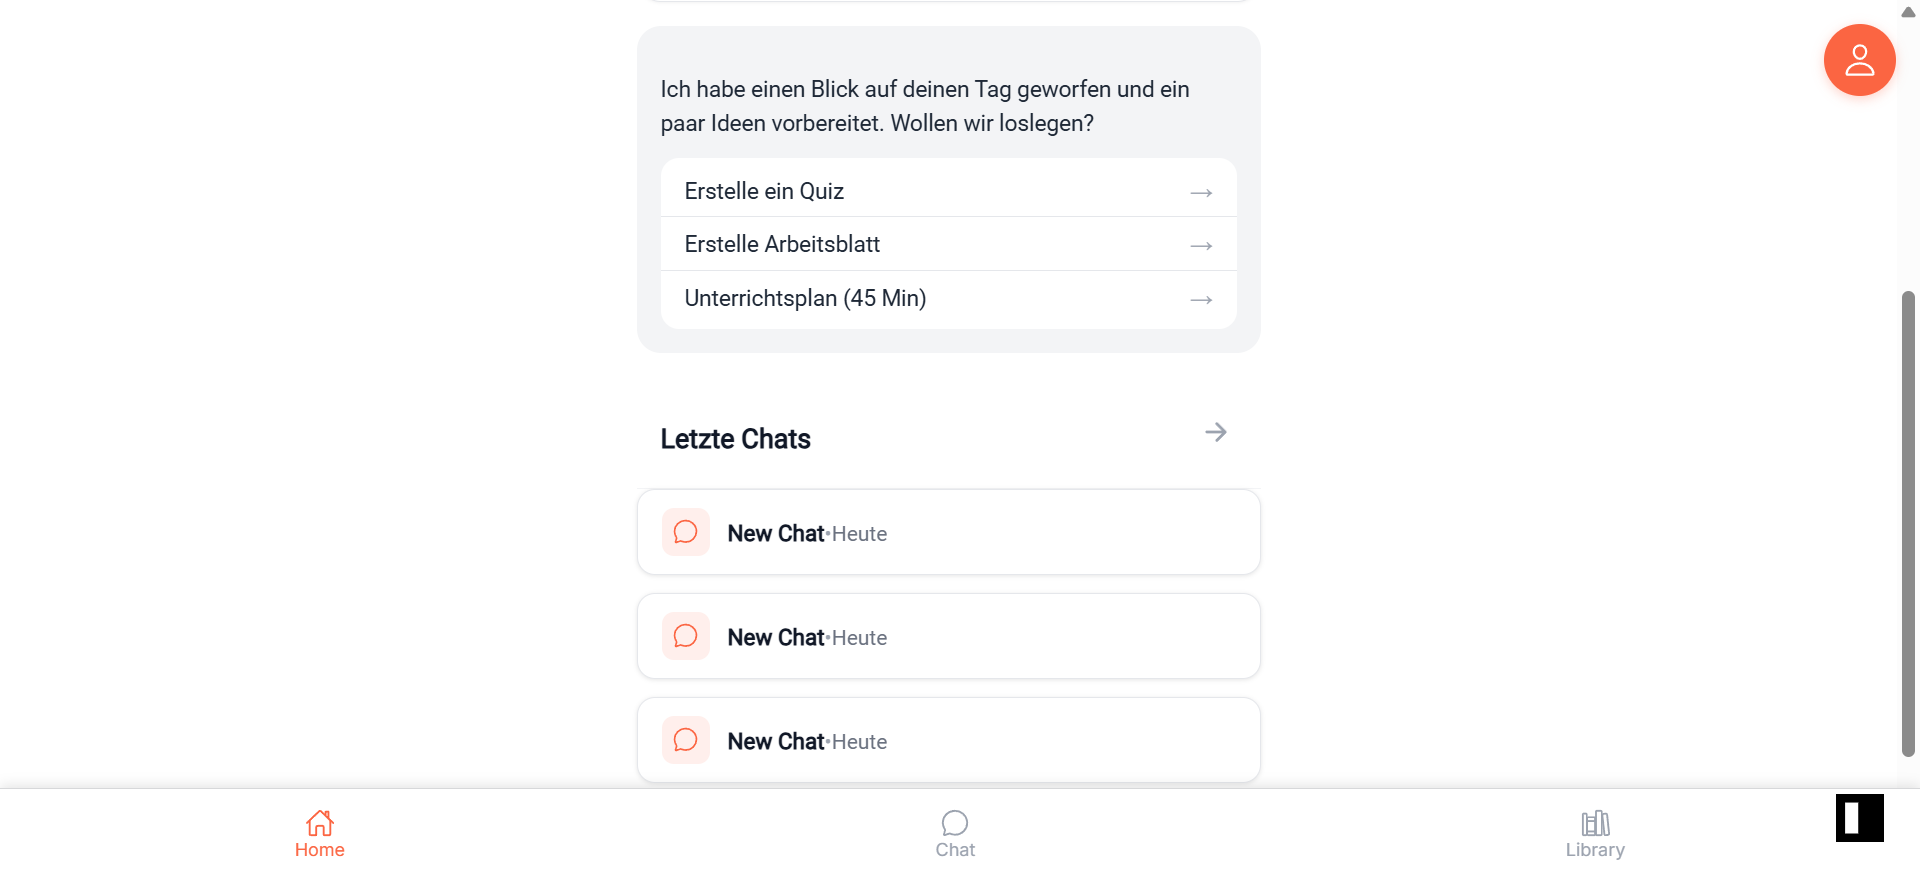 Ich habe einen Blick auf deinen Tag geworfen und ein
paar Ideen vorbereitet. Wollen wir loslegen?
Erstelle ein Quiz →
Erstelle Arbeitsblatt →
Unterrichtsplan (45 Min) →
Letzte Chats
New Chat•Heute
New Chat•Heute
New Chat•Heute
Home
Chat
Library